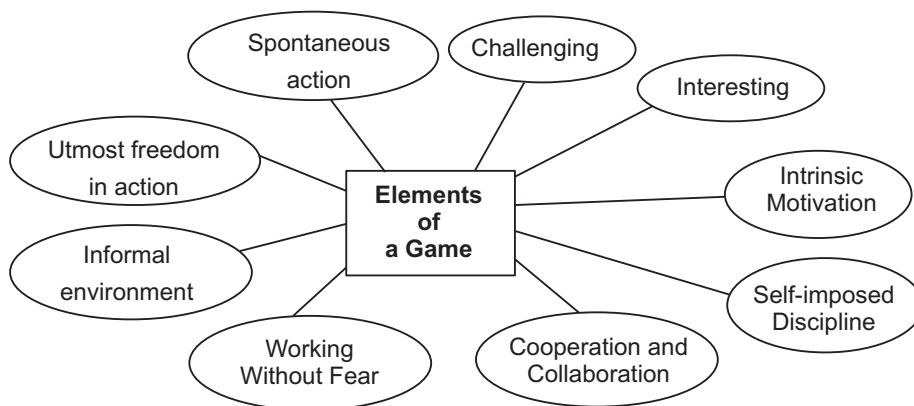 Spontaneous
action
Challenging
Interesting
Utmost freedom
in action
Elements
of
a Game
Intrinsic
Motivation
Informal
environment
Self-imposed
Discipline
Working
Without Fear
Cooperation and
Collaboration